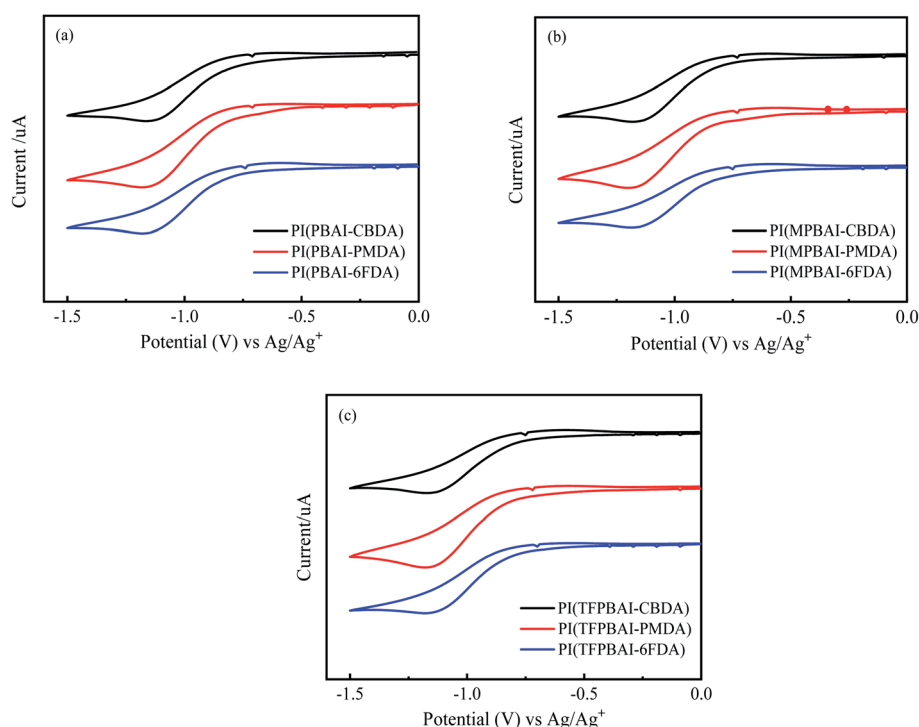 (a)
Current /uA
PI(PBAI-CBDA)
PI(PBAI-PMDA)
PI(PBAI-6FDA)
-1.5 -1.0 -0.5 0.0
Potential (V) vs Ag/Ag⁺
(b)
Current/uA
PI(MPBAI-CBDA)
PI(MPBAI-PMDA)
PI(MPBAI-6FDA)
-1.5 -1.0 -0.5 0.0
Potential (V) vs Ag/Ag⁺
(c)
Current/uA
PI(TFPBAI-CBDA)
PI(TFPBAI-PMDA)
PI(TFPBAI-6FDA)
-1.5 -1.0 -0.5 0.0
Potential (V) vs Ag/Ag⁺